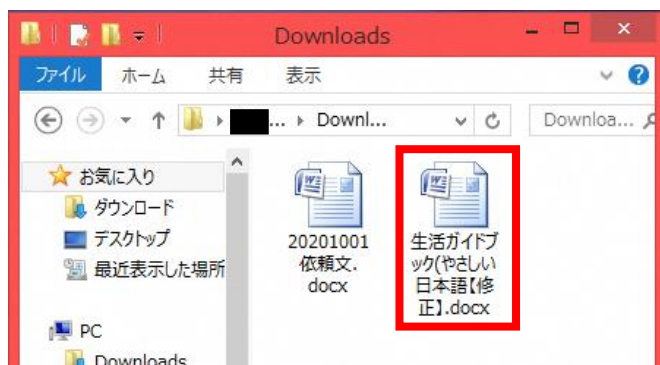 Downloads
ファイル ホーム 共有 表示
... Downl... Downloa...
お気に入り
ダウンロード
デスクトップ
最近表示した場所
PC
Downloads
20201001
依頼文.
docx
生活ガイドブ
ック(やさしい
日本語【修
正】.docx